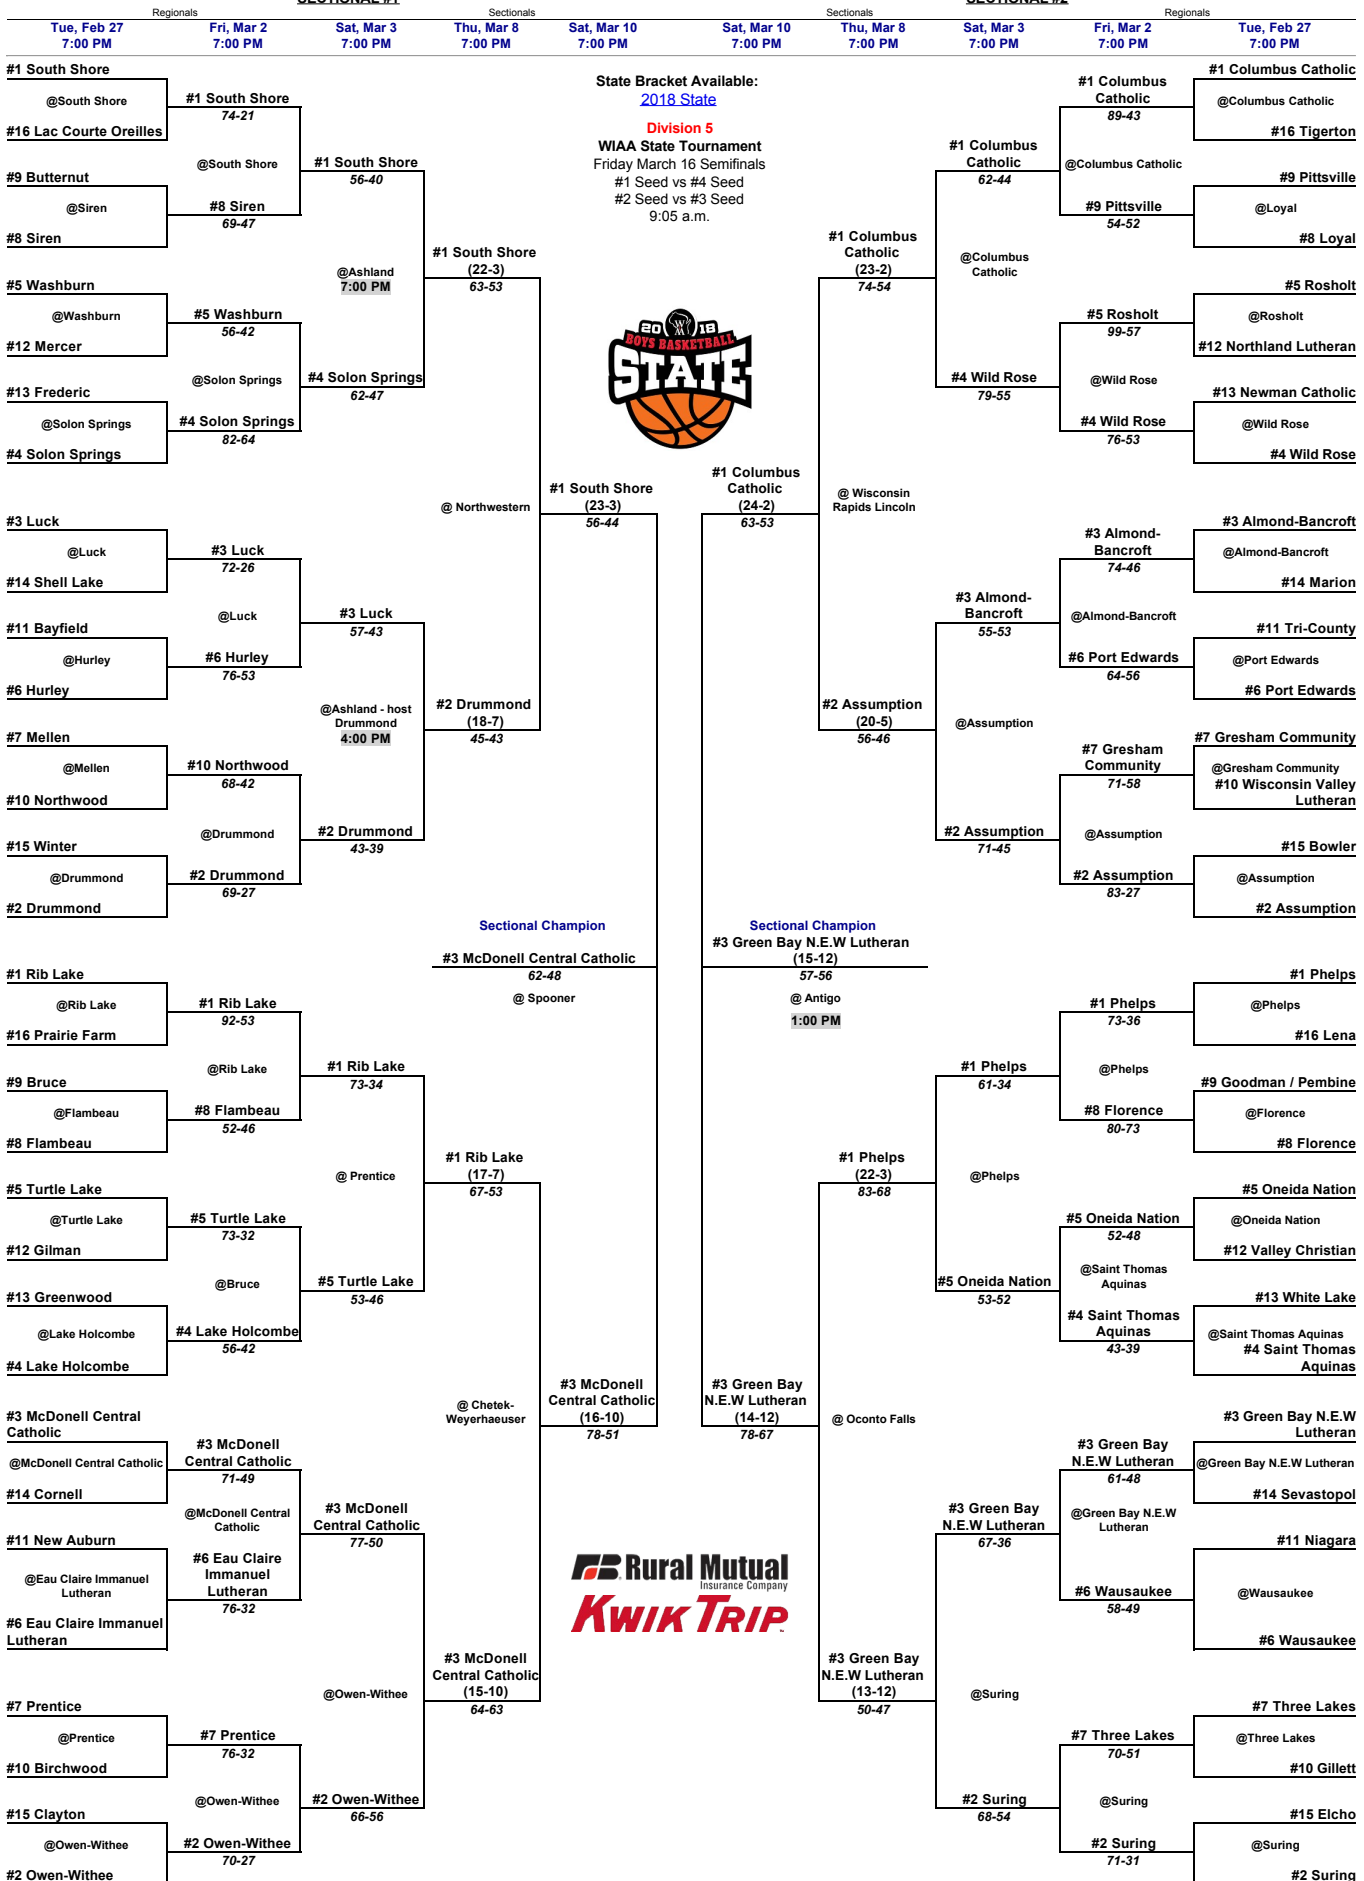 SECTIONAL #1
SECTIONAL #2
Regionals
Sectionals
Sectionals
Regionals
Tue, Feb 27
7:00 PM
Fri, Mar 2
7:00 PM
Sat, Mar 3
7:00 PM
Thu, Mar 8
7:00 PM
Sat, Mar 10
7:00 PM
Sat, Mar 10
7:00 PM
Thu, Mar 8
7:00 PM
Sat, Mar 3
7:00 PM
Fri, Mar 2
7:00 PM
Tue, Feb 27
7:00 PM
#1 South Shore
@South Shore
#16 Lac Courte Oreilles
#9 Butternut
@Siren
#8 Siren
#5 Washburn
@Washburn
#12 Mercer
#13 Frederic
@Solon Springs
#4 Solon Springs
#3 Luck
@Luck
#14 Shell Lake
#11 Bayfield
@Hurley
#6 Hurley
#7 Mellen
@Mellen
#10 Northwood
#15 Winter
@Drummond
#2 Drummond
#1 Rib Lake
@Rib Lake
#16 Prairie Farm
#9 Bruce
@Flambeau
#8 Flambeau
#5 Turtle Lake
@Turtle Lake
#12 Gilman
#13 Greenwood
@Lake Holcombe
#4 Lake Holcombe
#3 McDonell Central
Catholic
@McDonell Central Catholic
#14 Cornell
#11 New Auburn
@Eau Claire Immanuel
Lutheran
#6 Eau Claire Immanuel
Lutheran
#7 Prentice
@Prentice
#10 Birchwood
#15 Clayton
@Owen-Withee
#2 Owen-Withee
#1 South Shore
74-21
@South Shore
#8 Siren
69-47
#5 Washburn
56-42
@Solon Springs
#4 Solon Springs
82-64
#3 Luck
72-26
@Luck
#6 Hurley
76-53
#10 Northwood
68-42
@Drummond
#2 Drummond
69-27
#1 Rib Lake
92-53
@Rib Lake
#8 Flambeau
52-46
#5 Turtle Lake
73-32
@Bruce
#4 Lake Holcombe
56-42
#3 McDonell
Central Catholic
71-49
@McDonell Central
Catholic
#6 Eau Claire
Immanuel
Lutheran
76-32
#7 Prentice
76-32
@Owen-Withee
#2 Owen-Withee
70-27
#1 South Shore
56-40
@Ashland
7:00 PM
#4 Solon Springs
62-47
#3 Luck
57-43
@Ashland - host
Drummond
4:00 PM
#2 Drummond
43-39
#1 Rib Lake
73-34
@ Prentice
#5 Turtle Lake
53-46
#3 McDonell
Central Catholic
77-50
@Owen-Withee
#2 Owen-Withee
66-56
#1 South Shore
(22-3)
63-53
@ Northwestern
#2 Drummond
(18-7)
45-43
#1 Rib Lake
(17-7)
67-53
@ Chetek-
Weyerhaeuser
#3 McDonell
Central Catholic
(15-10)
64-63
#1 South Shore
(23-3)
56-44
Sectional Champion
#3 McDonell Central Catholic
62-48
@ Spooner
#3 McDonell
Central Catholic
(16-10)
78-51
State Bracket Available:
2018 State
Division 5
WIAA State Tournament
Friday March 16 Semifinals
#1 Seed vs #4 Seed
#2 Seed vs #3 Seed
9:05 a.m.
2018
BOYS BASKETBALL
STATE
Rural Mutual
Insurance Company
KWIK TRIP
#1 Columbus
Catholic
(24-2)
63-53
Sectional Champion
#3 Green Bay N.E.W Lutheran
(15-12)
57-56
@ Antigo
1:00 PM
#3 Green Bay
N.E.W Lutheran
(14-12)
78-67
#1 Columbus
Catholic
(23-2)
74-54
@ Wisconsin
Rapids Lincoln
#2 Assumption
(20-5)
56-46
#1 Phelps
(22-3)
83-68
@ Oconto Falls
#3 Green Bay
N.E.W Lutheran
(13-12)
50-47
#1 Columbus
Catholic
62-44
@Columbus
Catholic
#4 Wild Rose
79-55
#3 Almond-
Bancroft
55-53
@Assumption
#2 Assumption
71-45
#1 Phelps
61-34
@Phelps
#5 Oneida Nation
53-52
#3 Green Bay
N.E.W Lutheran
67-36
@Suring
#2 Suring
68-54
#1 Columbus
Catholic
89-43
@Columbus Catholic
#9 Pittsville
54-52
#5 Rosholt
99-57
@Wild Rose
#4 Wild Rose
76-53
#3 Almond-
Bancroft
74-46
@Almond-Bancroft
#6 Port Edwards
64-56
#7 Gresham
Community
71-58
@Assumption
#2 Assumption
83-27
#1 Phelps
73-36
@Phelps
#8 Florence
80-73
#5 Oneida Nation
52-48
@Saint Thomas
Aquinas
#4 Saint Thomas
Aquinas
43-39
#3 Green Bay
N.E.W Lutheran
61-48
@Green Bay N.E.W
Lutheran
#6 Wausaukee
58-49
#7 Three Lakes
70-51
@Suring
#2 Suring
71-31
#1 Columbus Catholic
@Columbus Catholic
#16 Tigerton
#9 Pittsville
@Loyal
#8 Loyal
#5 Rosholt
@Rosholt
#12 Northland Lutheran
#13 Newman Catholic
@Wild Rose
#4 Wild Rose
#3 Almond-Bancroft
@Almond-Bancroft
#14 Marion
#11 Tri-County
@Port Edwards
#6 Port Edwards
#7 Gresham Community
@Gresham Community
#10 Wisconsin Valley
Lutheran
#15 Bowler
@Assumption
#2 Assumption
#1 Phelps
@Phelps
#16 Lena
#9 Goodman / Pembine
@Florence
#8 Florence
#5 Oneida Nation
@Oneida Nation
#12 Valley Christian
#13 White Lake
@Saint Thomas Aquinas
#4 Saint Thomas
Aquinas
#3 Green Bay N.E.W
Lutheran
@Green Bay N.E.W Lutheran
#14 Sevastopol
#11 Niagara
@Wausaukee
#6 Wausaukee
#7 Three Lakes
@Three Lakes
#10 Gillett
#15 Elcho
@Suring
#2 Suring